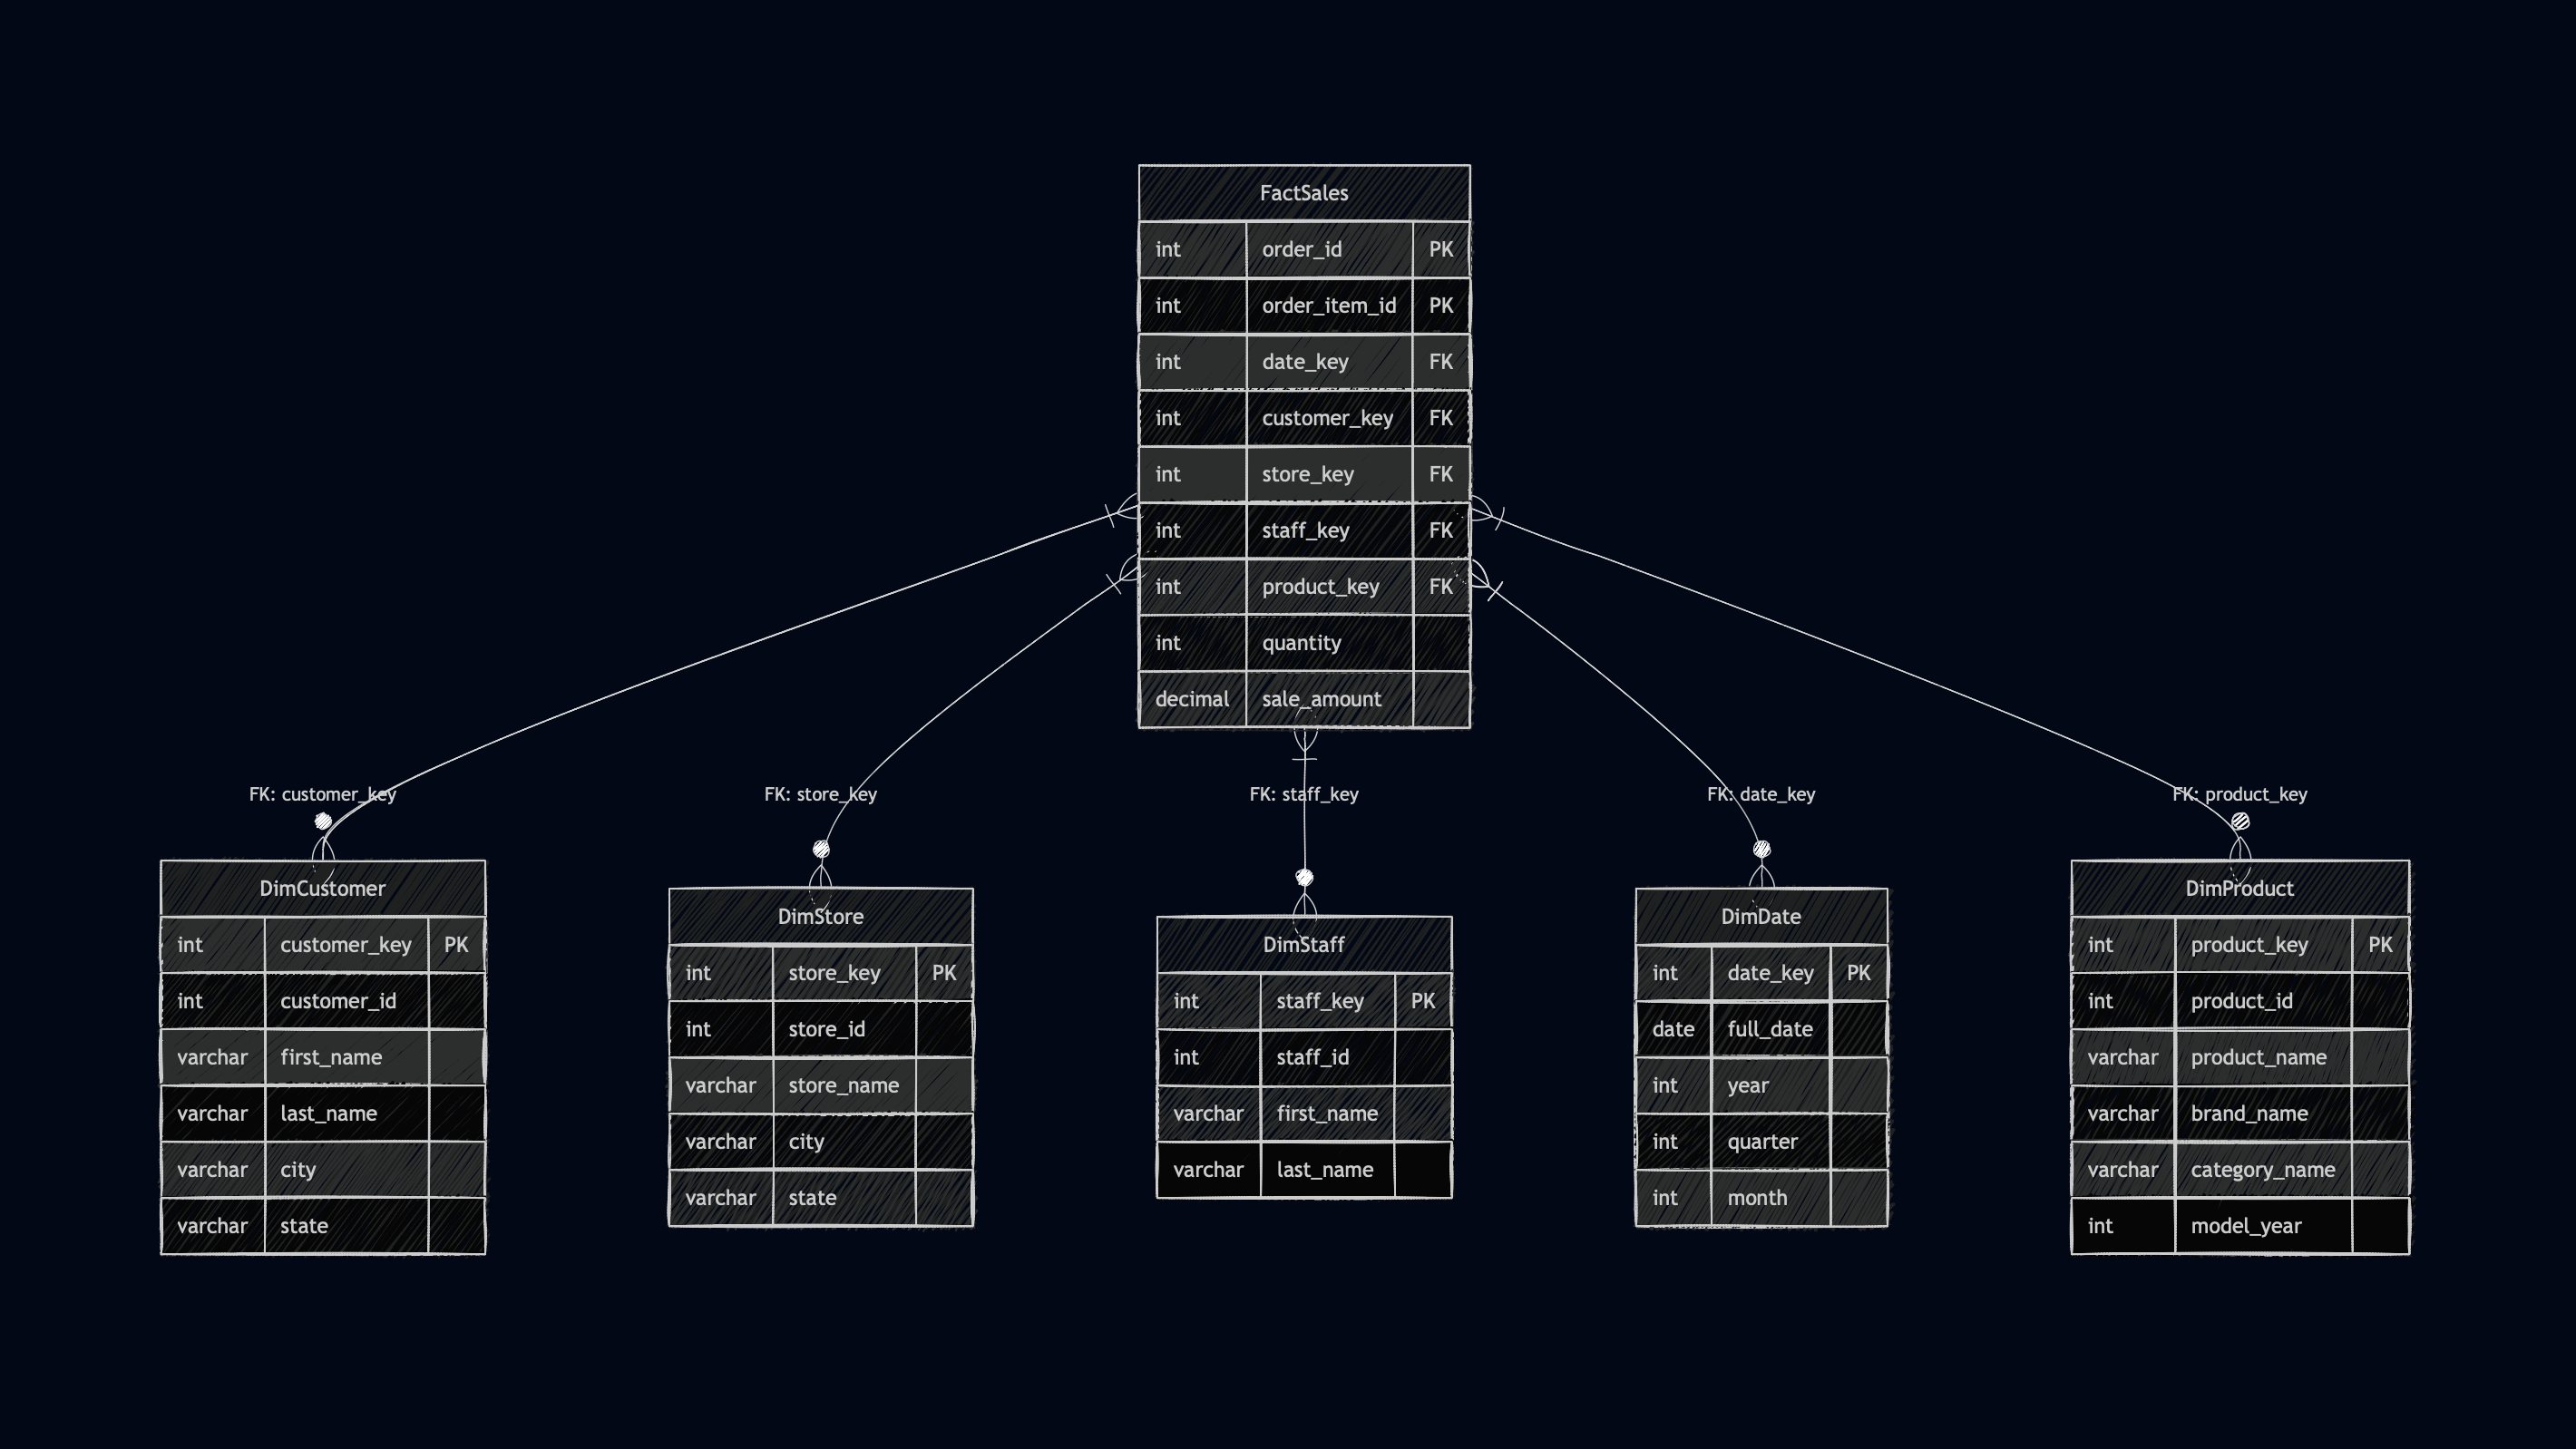 FactSales
int order_id PK
int order_item_id PK
int date_key FK
int customer_key FK
int store_key FK
int staff_key FK
int product_key FK
int quantity
decimal sale_amount
FK: customer_key
FK: store_key
FK: staff_key
FK: date_key
FK: product_key
DimCustomer
int customer_key PK
int customer_id
varchar first_name
varchar last_name
varchar city
varchar state
DimStore
int store_key PK
int store_id
varchar store_name
varchar city
varchar state
DimStaff
int staff_key PK
int staff_id
varchar first_name
varchar last_name
DimDate
int date_key PK
date full_date
int year
int quarter
int month
DimProduct
int product_key PK
int product_id
varchar product_name
varchar brand_name
varchar category_name
int model_year